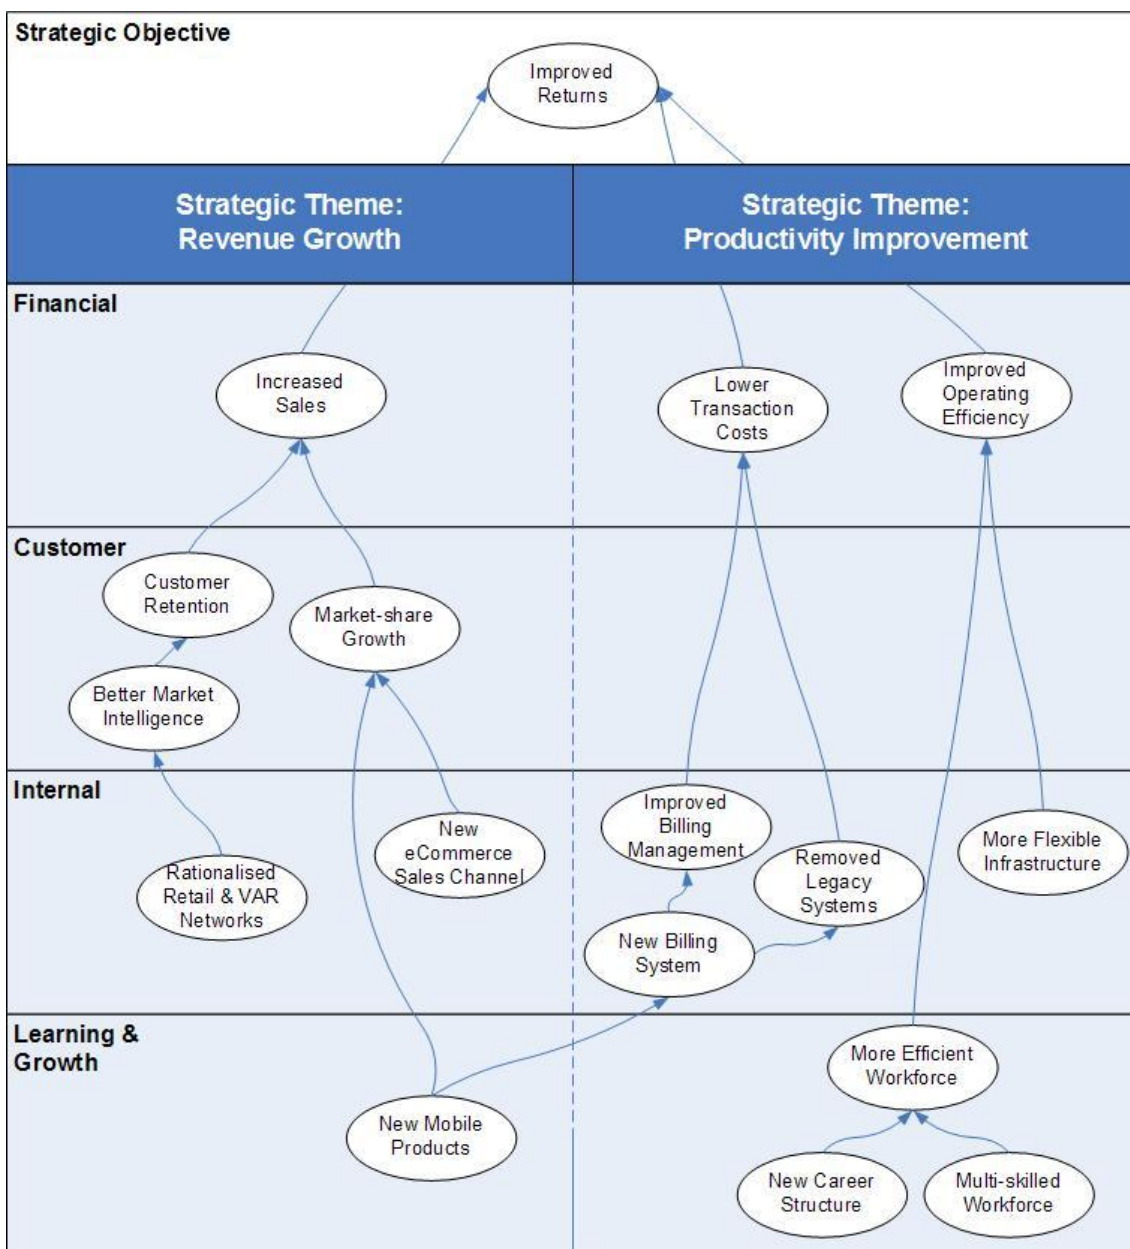 Strategic Objective
Improved
Returns
Strategic Theme:
Revenue Growth
Strategic Theme:
Productivity Improvement
Financial
Increased
Sales
Lower
Transaction
Costs
Improved
Operating
Efficiency
Customer
Customer
Retention
Market-share
Growth
Better Market
Intelligence
Internal
Rationalised
Retail & VAR
Networks
New
eCommerce
Sales Channel
Improved
Billing
Management
Removed
Legacy
Systems
More Flexible
Infrastructure
New Billing
System
Learning &
Growth
New Mobile
Products
More Efficient
Workforce
New Career
Structure
Multi-skilled
Workforce